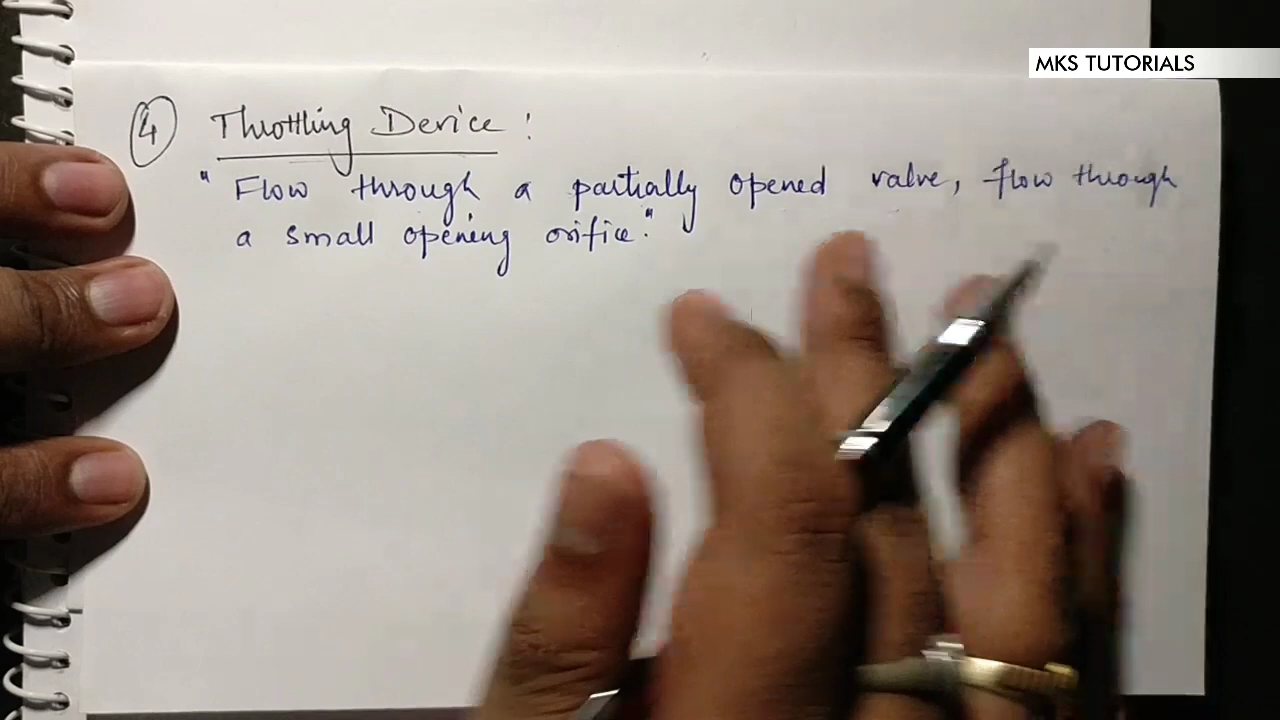 MKS TUTORIALS
4 Throttling Device :
"Flow through a partially opened valve, flow through
a small opening orifice."